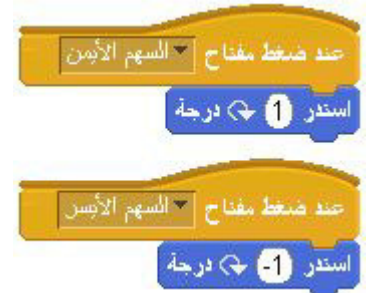 عند ضغط مفتاح السهم الأيمن
استدر 1 درجة
عند ضغط مفتاح السهم الأيسر
استدر -1 درجة